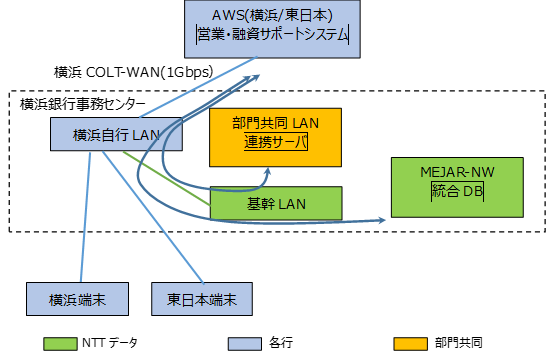 AWS(横浜/東日本)
営業・融資サポートシステム
横浜 COLT-WAN(1Gbps)
横浜銀行事務センター
横浜自行 LAN
部門共同 LAN
連携サーバ
MEJAR-NW
統合 DB
基幹 LAN
横浜端末
東日本端末
NTT データ
各行
部門共同